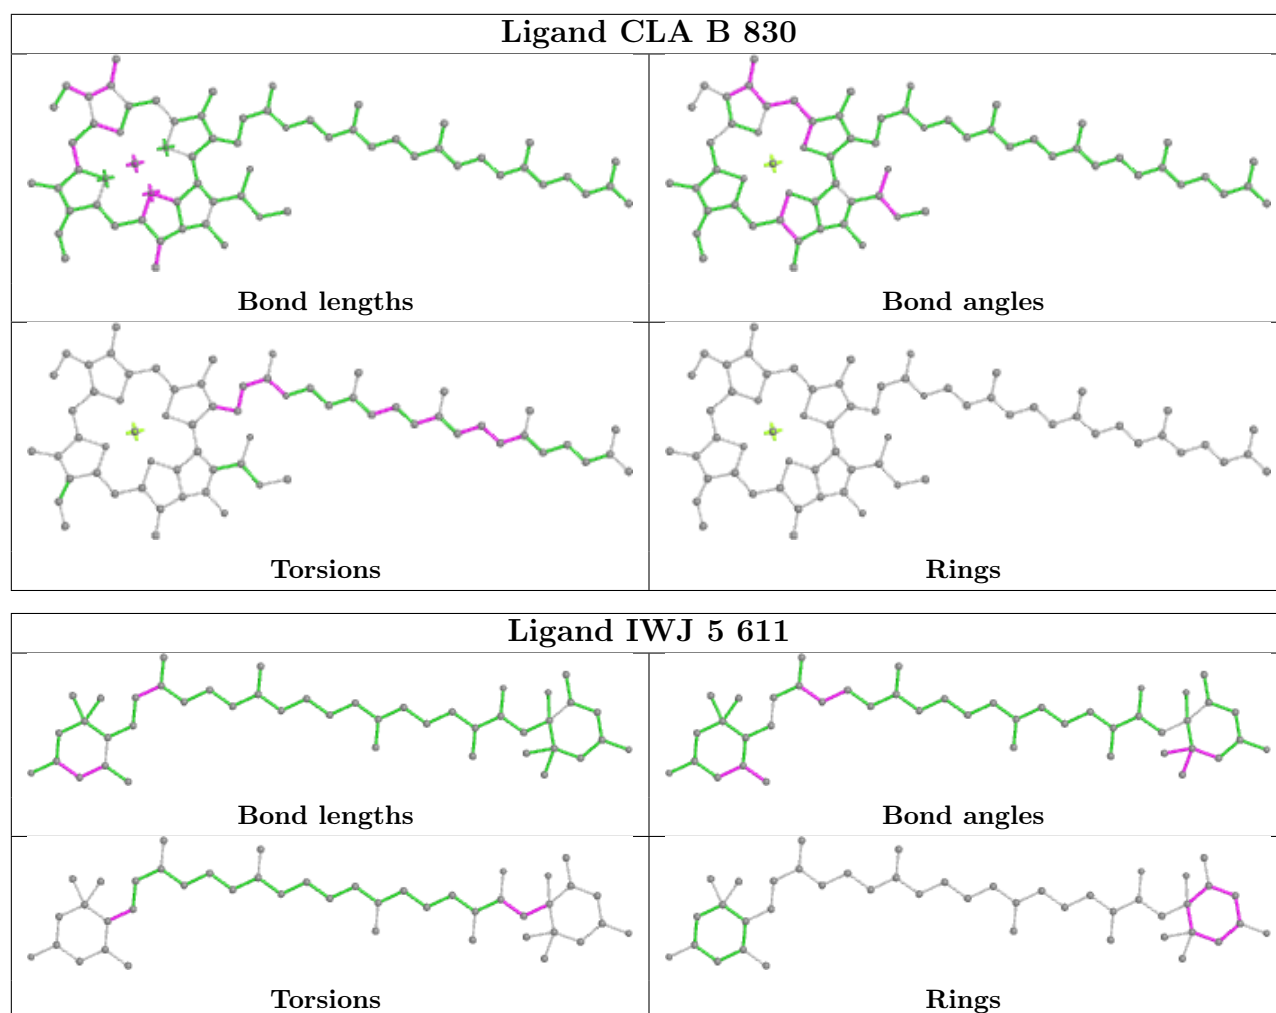 Ligand CLA B 830
Bond lengths
Bond angles
Torsions
Rings
Ligand IWJ 5 611
Bond lengths
Bond angles
Torsions
Rings